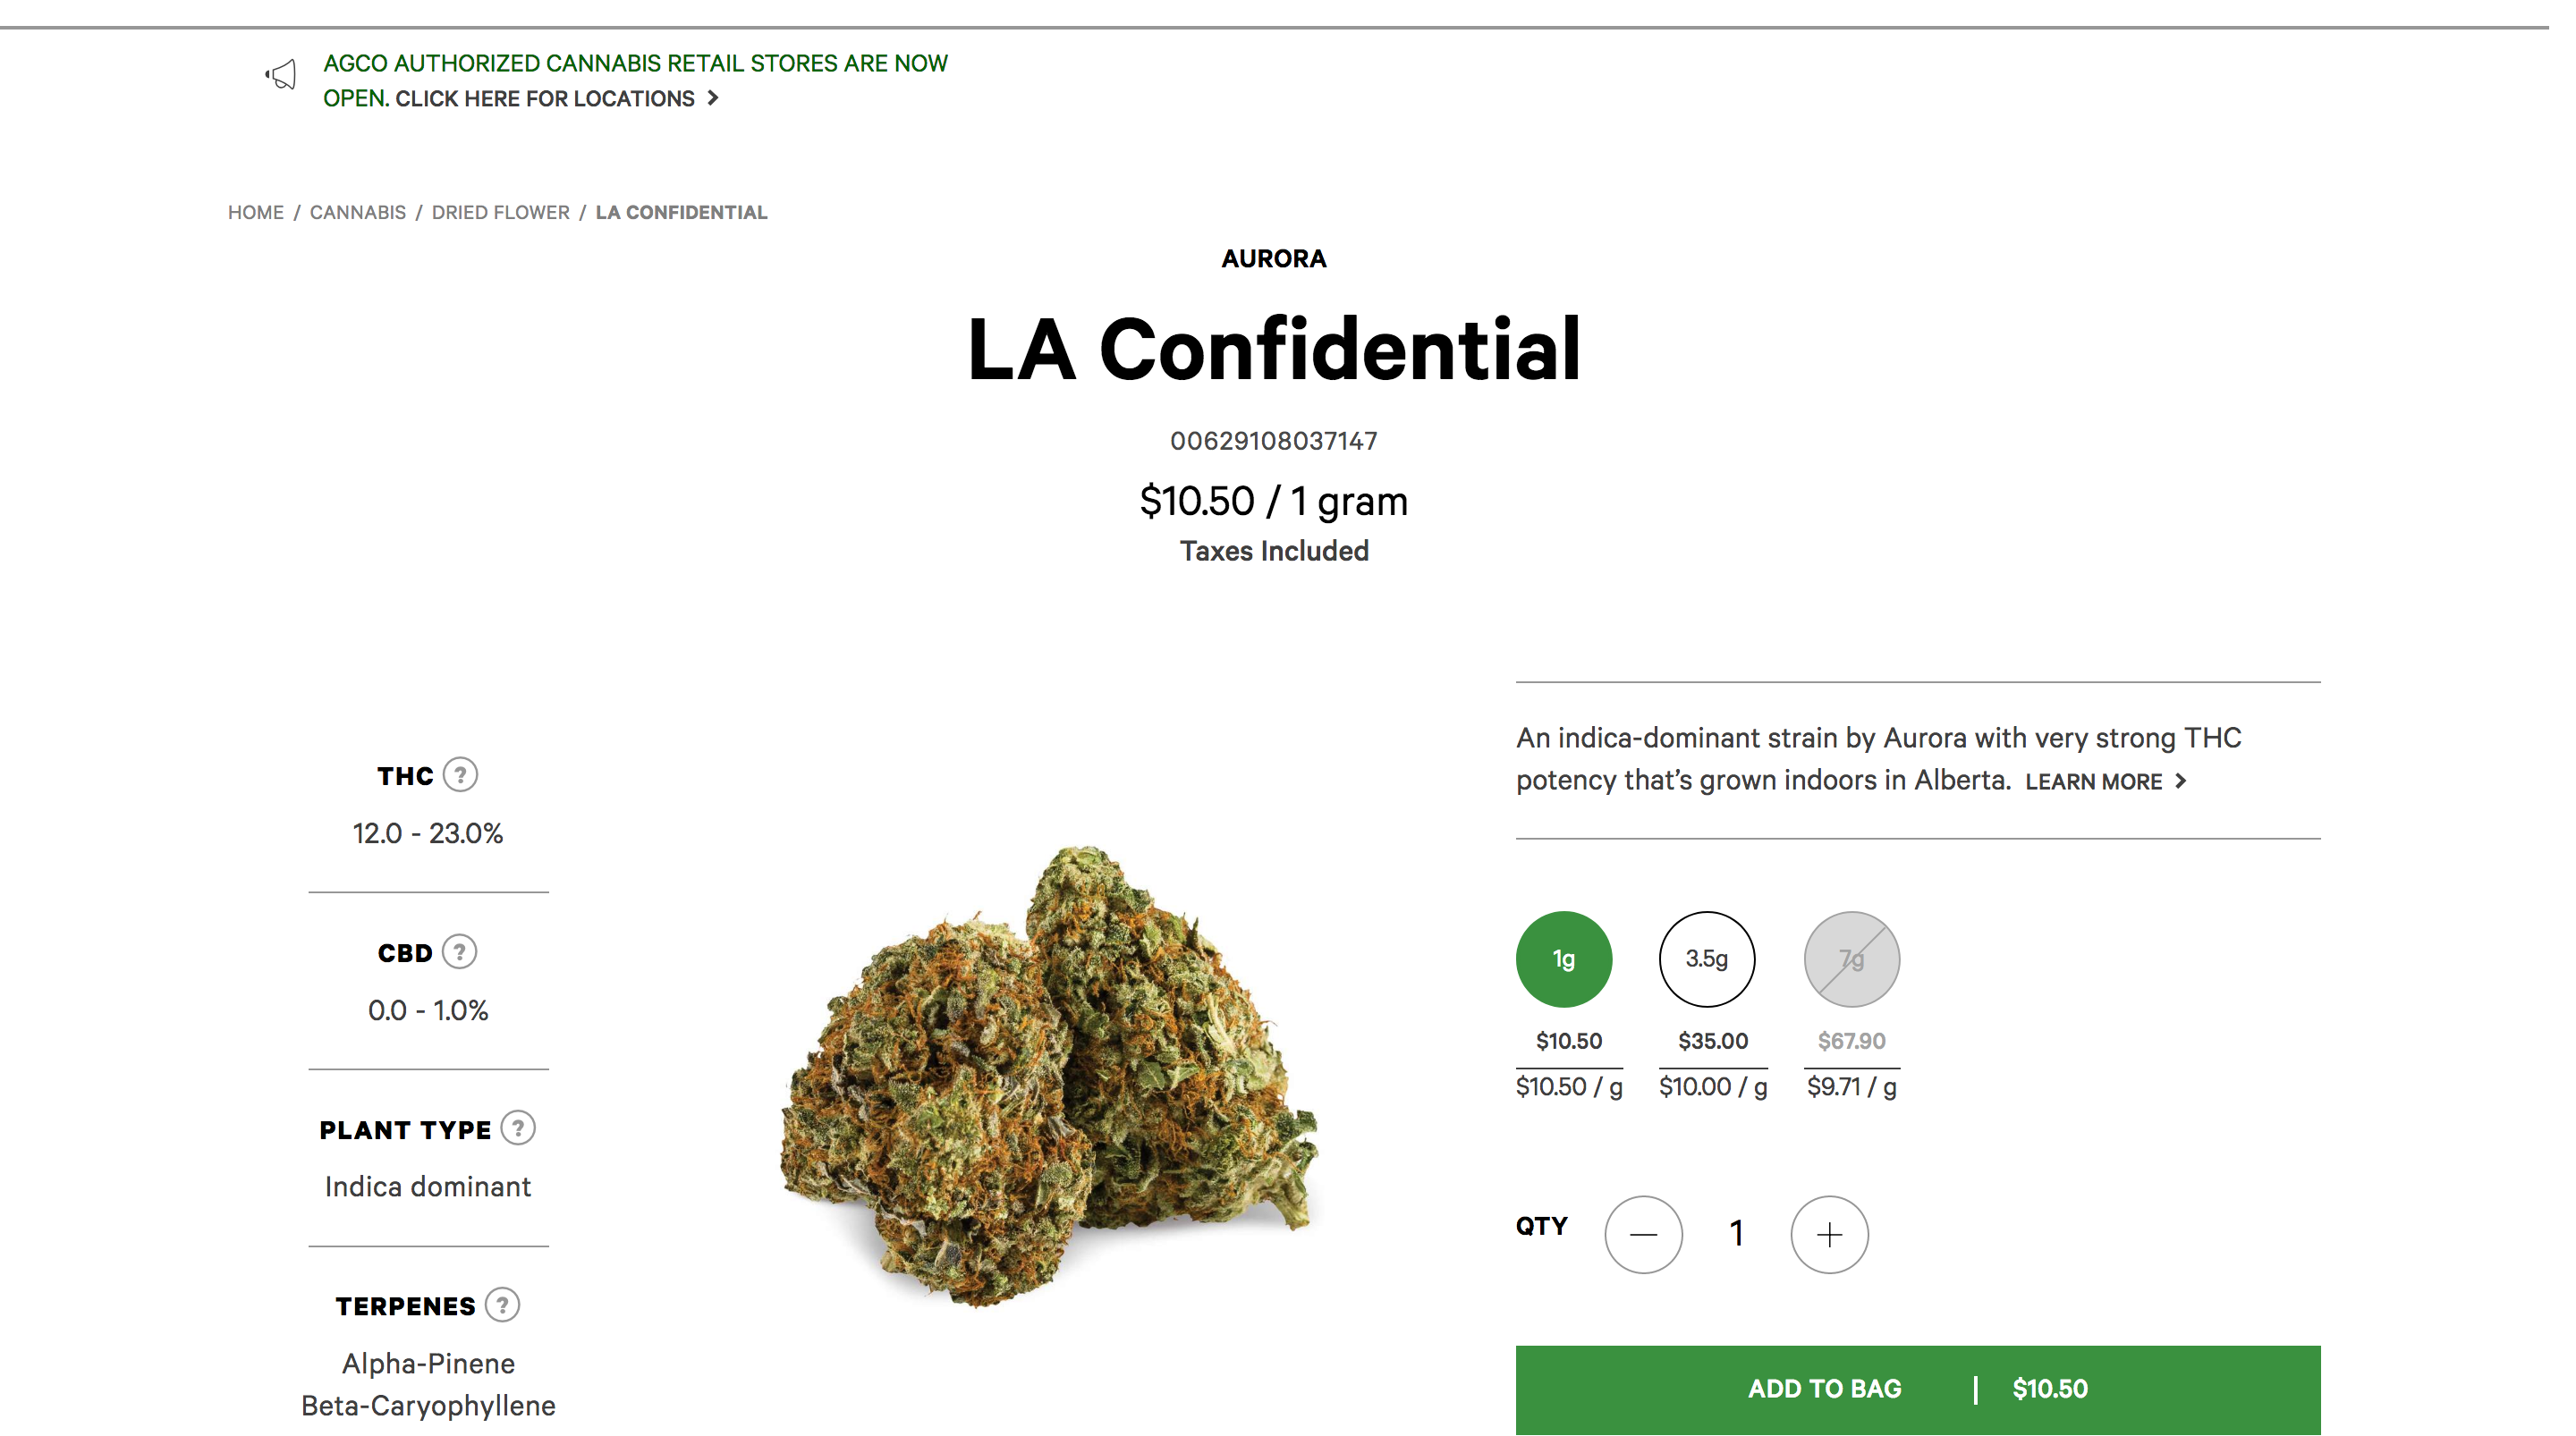 AGCO AUTHORIZED CANNABIS RETAIL STORES ARE NOW
OPEN. CLICK HERE FOR LOCATIONS >
HOME / CANNABIS / DRIED FLOWER / LA CONFIDENTIAL
AURORA
LA Confidential
00629108037147
$10.50 / 1 gram
Taxes Included
THC ?
12.0 - 23.0%
CBD ?
0.0 - 1.0%
PLANT TYPE ?
Indica dominant
TERPENES ?
Alpha-Pinene
Beta-Caryophyllene
An indica-dominant strain by Aurora with very strong THC
potency that’s grown indoors in Alberta. LEARN MORE >
1g 3.5g 7g
$10.50 $35.00 $67.90
$10.50 / g $10.00 / g $9.71 / g
QTY — 1 +
ADD TO BAG | $10.50